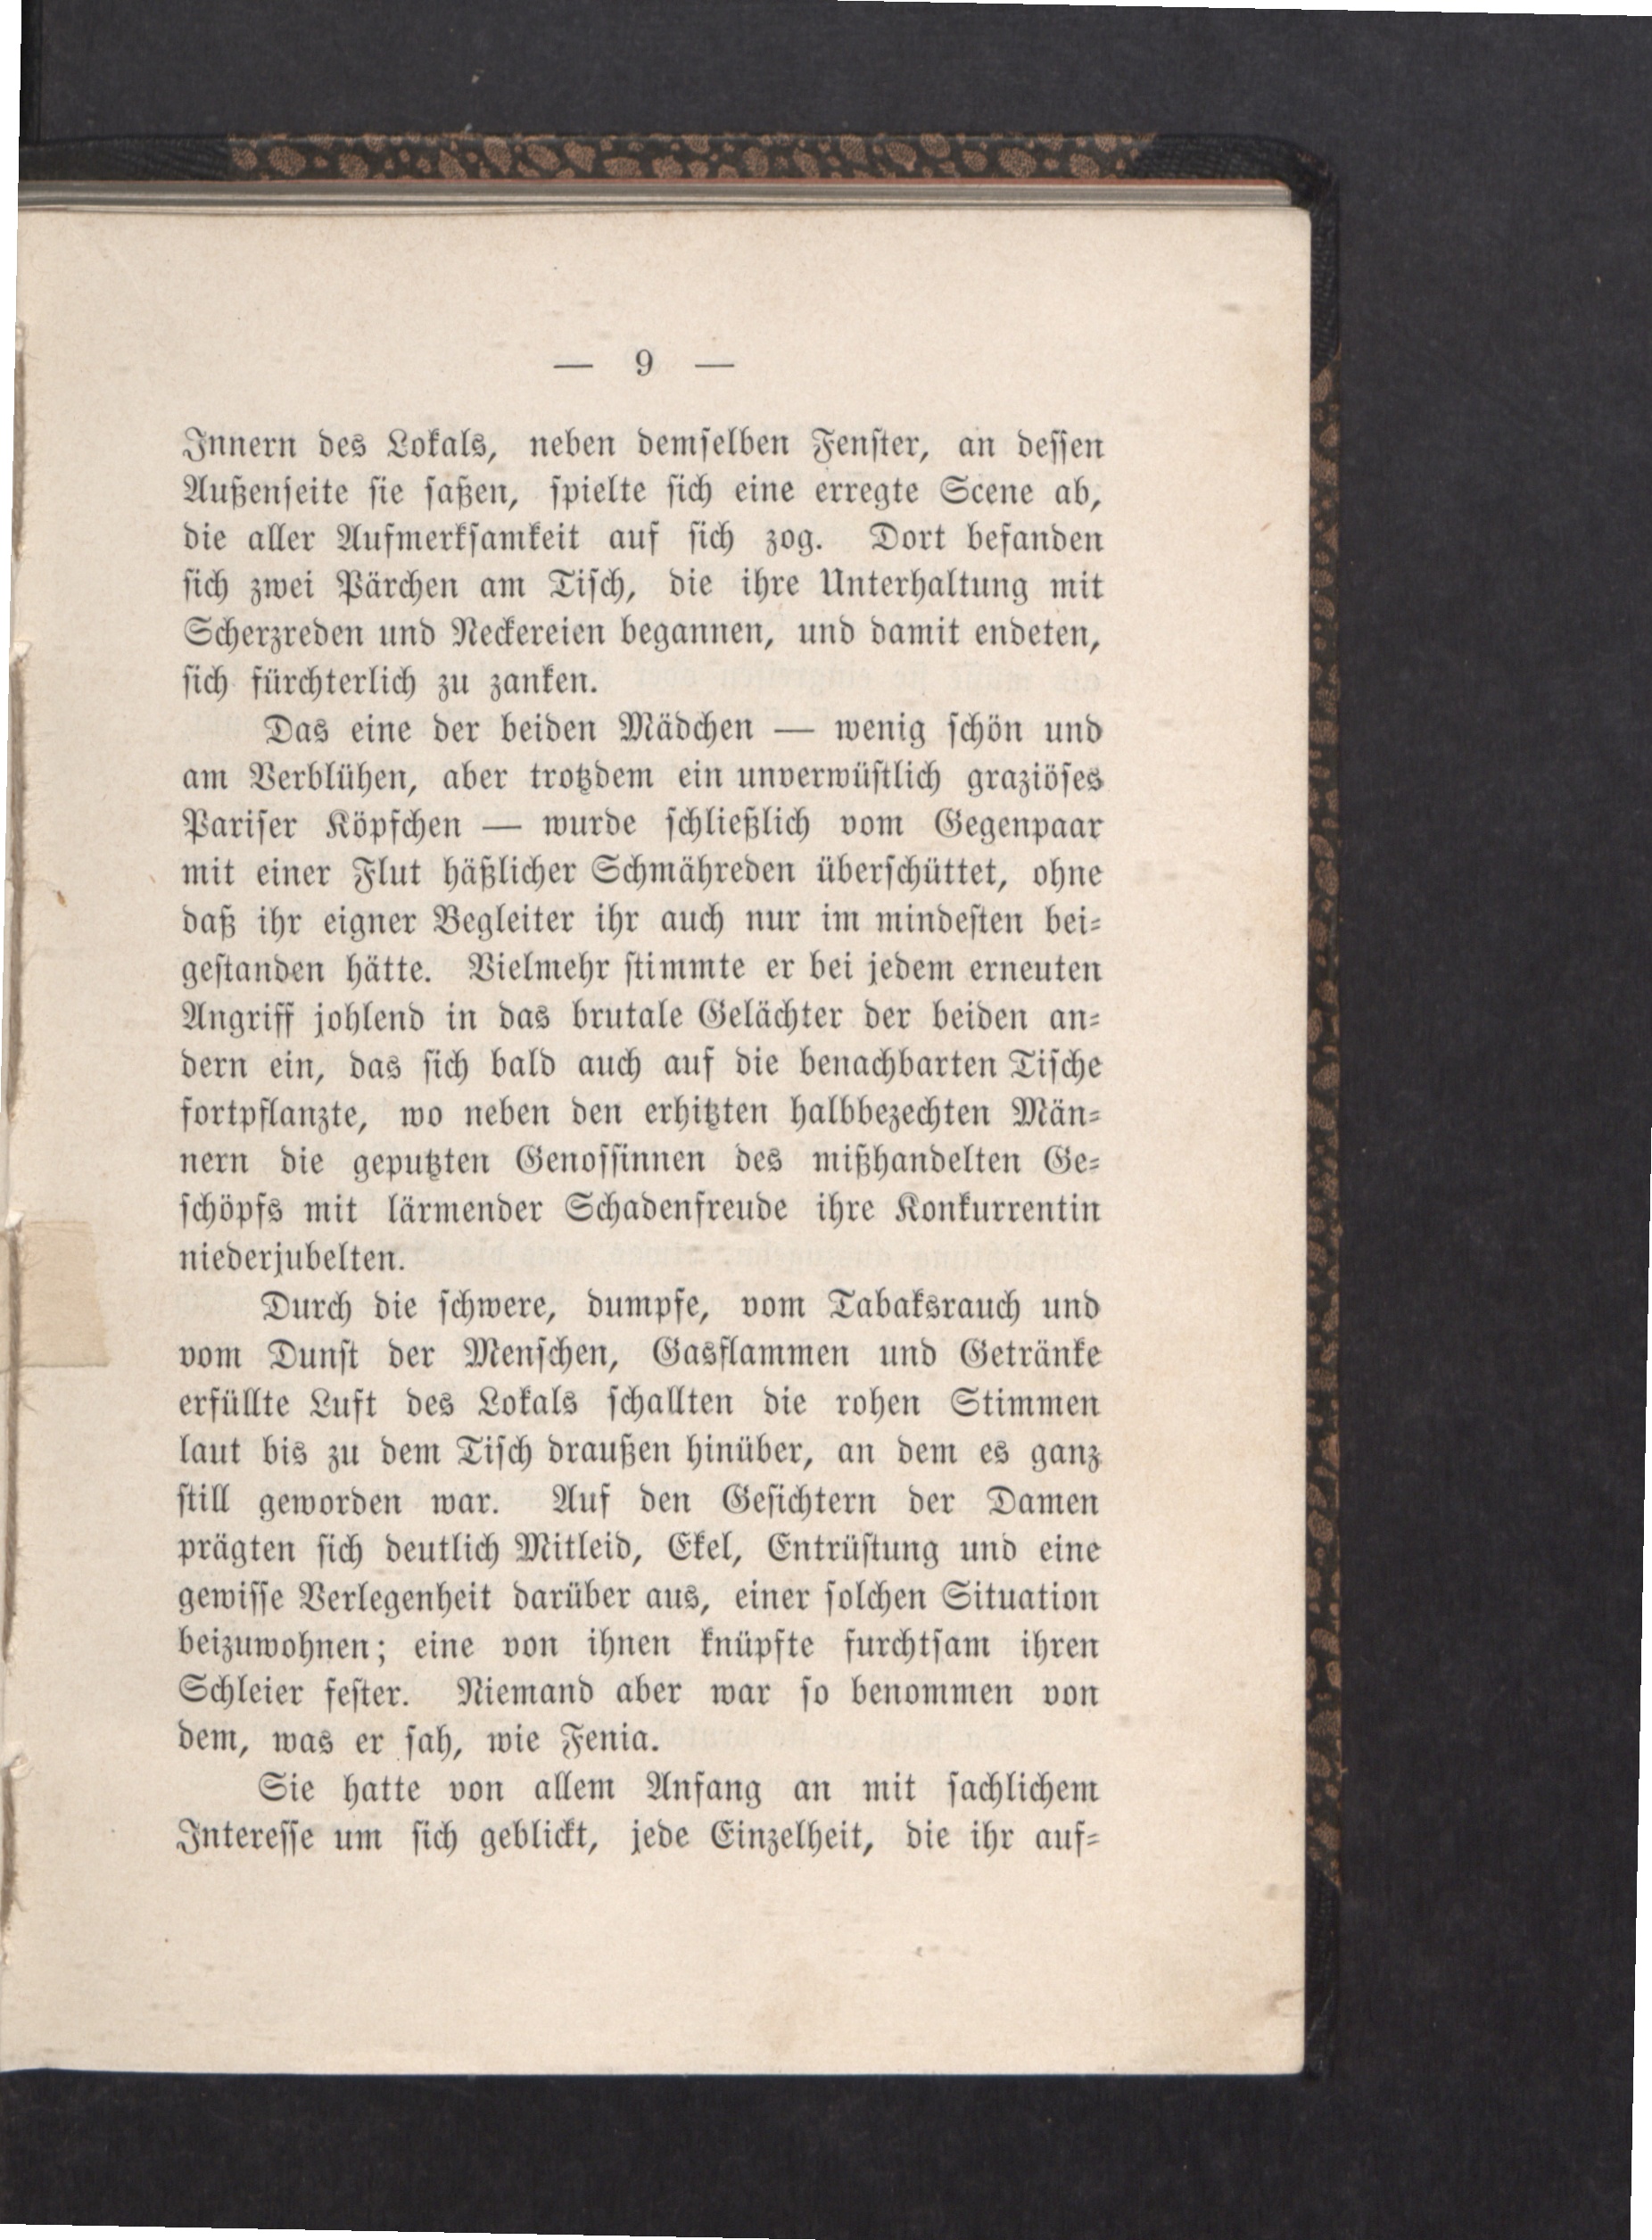 — 9 —
Innern des Lokals, neben demselben Fenster, an dessen
Außenseite sie saßen, spielte sich eine erregte Scene ab,
die aller Aufmerksamkeit auf sich zog. Dort befanden
sich zwei Pärchen am Tisch, die ihre Unterhaltung mit
Scherzreden und Neckereien begannen, und damit endeten,
sich fürchterlich zu zanken.
Das eine der beiden Mädchen — wenig schön und
am Verblühen, aber trotzdem ein unverwüstlich graziöses
Pariser Köpfchen — wurde schließlich vom Gegenpaar
mit einer Flut häßlicher Schmähreden überschüttet, ohne
daß ihr eigner Begleiter ihr auch nur im mindesten bei-
gestanden hätte. Vielmehr stimmte er bei jedem erneuten
Angriff johlend in das brutale Gelächter der beiden an-
dern ein, das sich bald auch auf die benachbarten Tische
fortpflanzte, wo neben den erhitzten halbbezechten Män-
nern die geputzten Genossinnen des mißhandelten Ge-
schöpfs mit lärmender Schadenfreude ihre Konkurrentin
niederjubelten.
Durch die schwere, dumpfe, vom Tabaksrauch und
vom Dunst der Menschen, Gasflammen und Getränke
erfüllte Luft des Lokals schallten die rohen Stimmen
laut bis zu dem Tisch draußen hinüber, an dem es ganz
still geworden war. Auf den Gesichtern der Damen
prägten sich deutlich Mitleid, Ekel, Entrüstung und eine
gewisse Verlegenheit darüber aus, einer solchen Situation
beizuwohnen; eine von ihnen knüpfte furchtsam ihren
Schleier fester. Niemand aber war so benommen von
dem, was er sah, wie Fenia.
Sie hatte von allem Anfang an mit sachlichem
Interesse um sich geblickt, jede Einzelheit, die ihr auf-